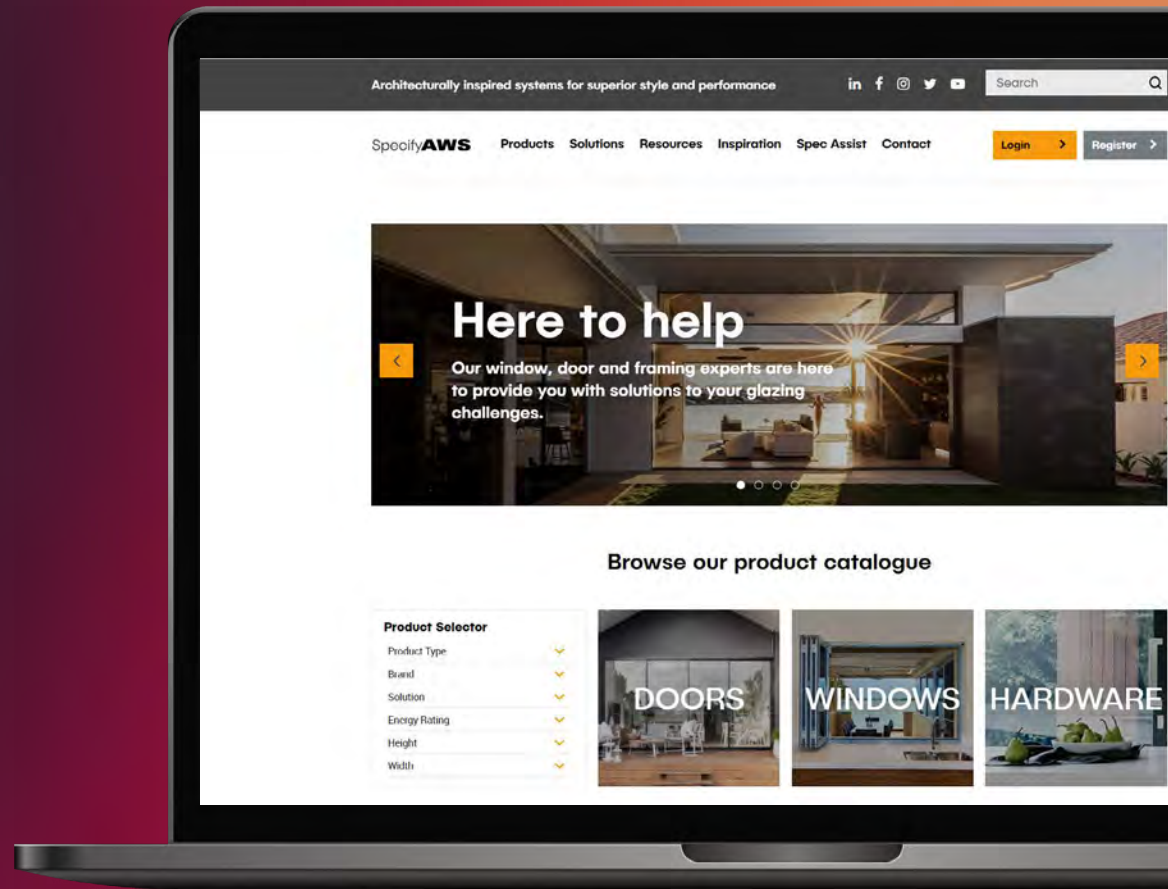 Architecturally inspired systems for superior style and performance
Search
SpecifyAWS Products Solutions Resources Inspiration Spec Assist Contact
Login
Register
Here to help
Our window, door and framing experts are here
to provide you with solutions to your glazing
challenges.
Browse our product catalogue
Product Selector
Product Type
Brand
Solution
Energy Rating
Height
Width
DOORS
WINDOWS
HARDWARE